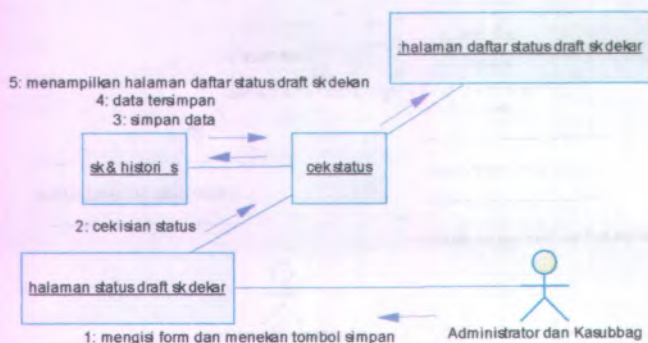 :halaman daftar status draft sk dekar
5: menampilkan halaman daftar status draft sk dekan
4: data tersimpan
3: simpan data
sk & histori_s
cek status
2: cek isian status
halaman status draft sk dekar
1: mengisi form dan menekan tombol simpan
Administrator dan Kasubbag